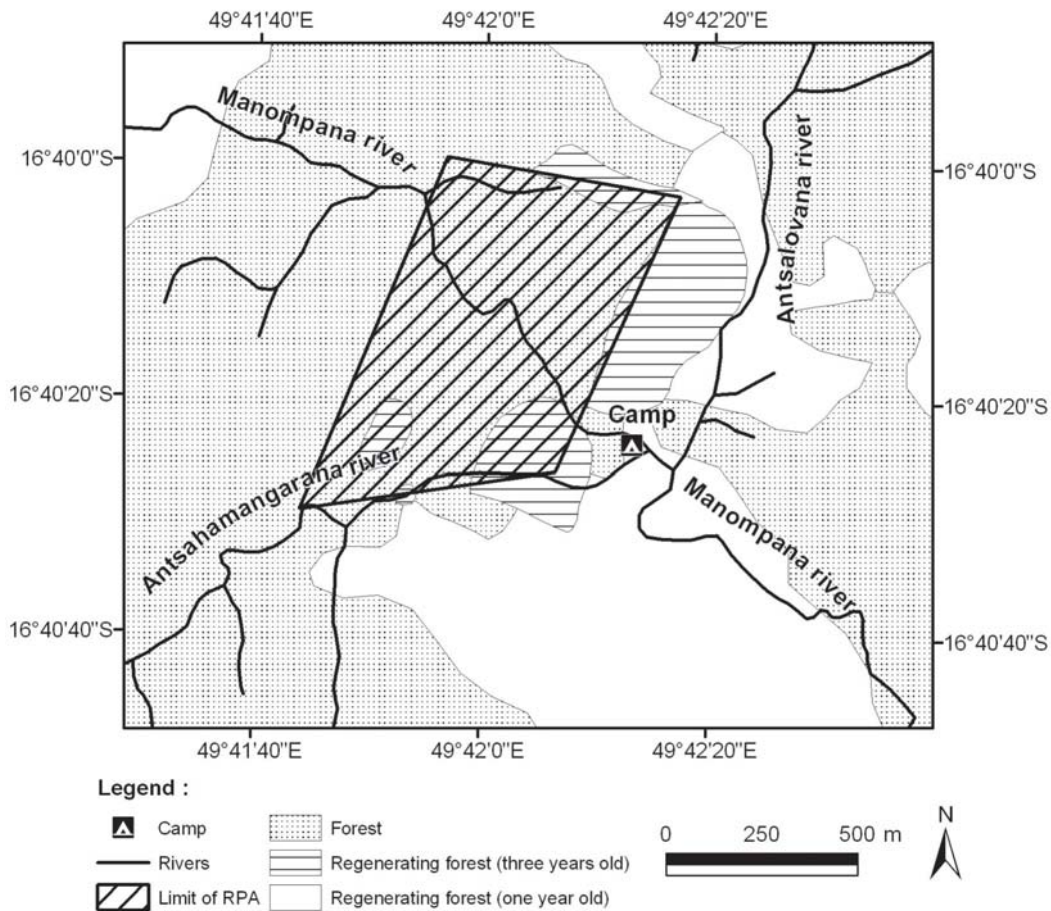 49°41'40"E
49°42'0"E
49°42'20"E
Manompana river
Antsalovana river
16°40'0"S
16°40'0"S
16°40'20"S
16°40'20"S
Camp
Antsahamangarana river
Manompana river
16°40'40"S
16°40'40"S
49°41'40"E
49°42'0"E
49°42'20"E
Legend :
Camp
Forest
Rivers
Regenerating forest (three years old)
Limit of RPA
Regenerating forest (one year old)
0 250 500 m
N